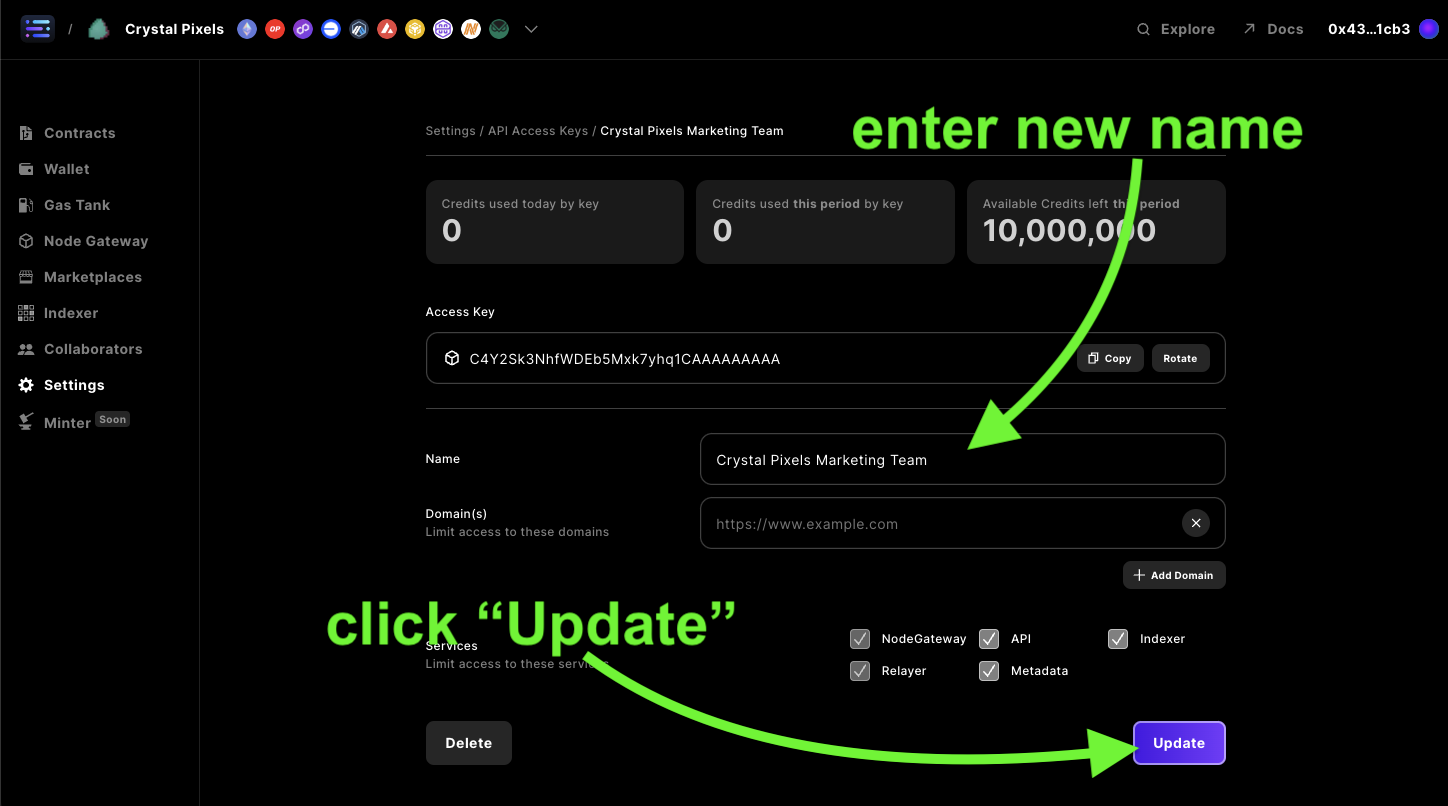 / Crystal Pixels OP Explore Docs 0x43...1cb3
Contracts
Wallet
Gas Tank
Node Gateway
Marketplaces
Indexer
Collaborators
Settings
Minter Soon
Settings / API Access Keys / Crystal Pixels Marketing Team
enter new name
Credits used today by key
0
Credits used this period by key
0
Available Credits left this period
10,000,000
Access Key
C4Y2Sk3NhfWDEb5Mxk7yhq1CAAAAAAAAA
Copy
Rotate
Name
Crystal Pixels Marketing Team
Domain(s)
Limit access to these domains
https://www.example.com
+ Add Domain
click “Update”
Services
Limit access to these services
NodeGateway API Indexer
Relayer Metadata
Delete
Update